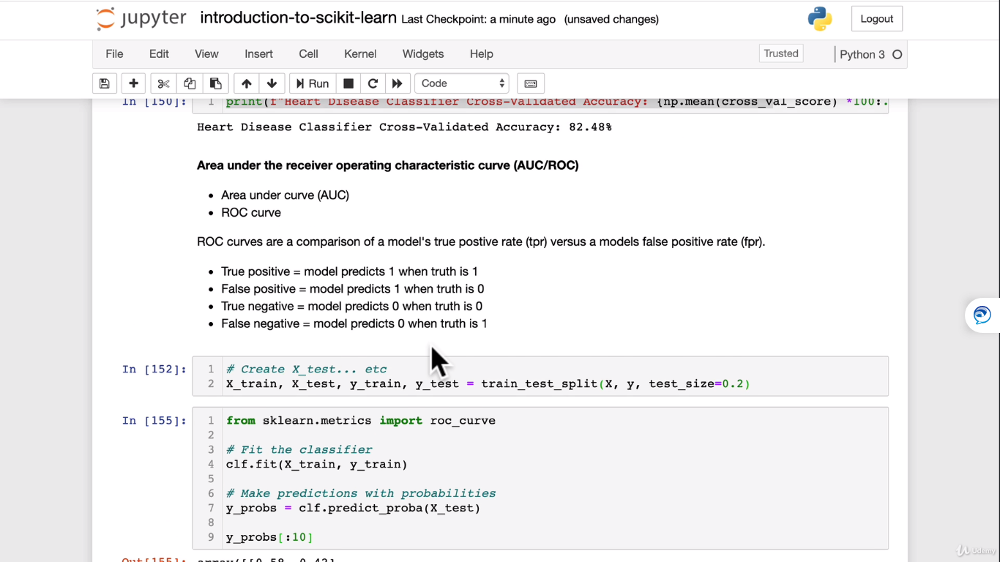 jupyter introduction-to-scikit-learn Last Checkpoint: a minute ago (unsaved changes) Logout
File Edit View Insert Cell Kernel Widgets Help Trusted Python 3
Run Code
In [150]: 1 print(f"Heart Disease Classifier Cross-Validated Accuracy: {np.mean(cross_val_score) *100:.
Heart Disease Classifier Cross-Validated Accuracy: 82.48%
Area under the receiver operating characteristic curve (AUC/ROC)
• Area under curve (AUC)
• ROC curve
ROC curves are a comparison of a model's true postive rate (tpr) versus a models false positive rate (fpr).
• True positive = model predicts 1 when truth is 1
• False positive = model predicts 1 when truth is 0
• True negative = model predicts 0 when truth is 0
• False negative = model predicts 0 when truth is 1
In [152]: 1 # Create X_test... etc
2 X_train, X_test, y_train, y_test = train_test_split(X, y, test_size=0.2)
In [155]: 1 from sklearn.metrics import roc_curve
2
3 # Fit the classifier
4 clf.fit(X_train, y_train)
5
6 # Make predictions with probabilities
7 y_probs = clf.predict_proba(X_test)
8
9 y_probs[:10]
Out[155]: array([[0.58, 0.42],
Udemy